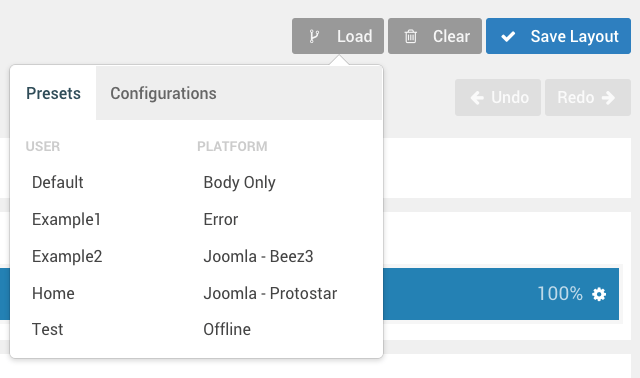 Load Clear Save Layout
Presets Configurations
Undo Redo
USER PLATFORM
Default Body Only
Example1 Error
Example2 Joomla - Beez3
Home Joomla - Protostar
100%
Test Offline